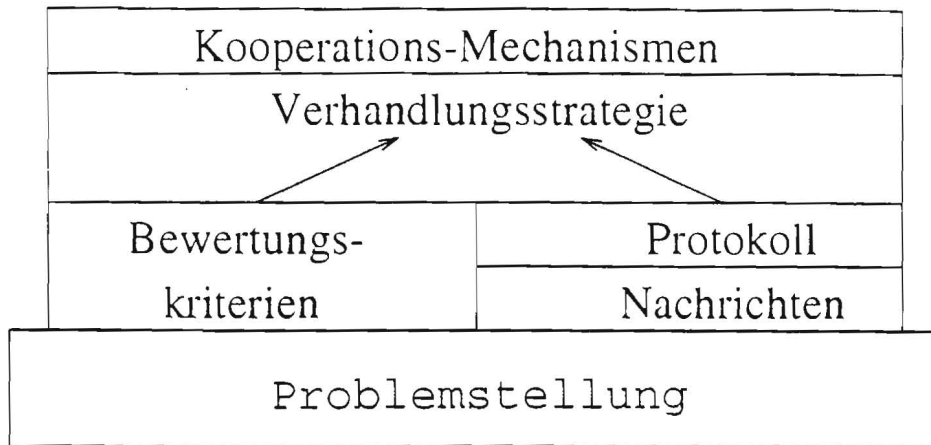 Kooperations-Mechanismen
Verhandlungsstrategie
Bewertungs-
kriterien
Protokoll
Nachrichten
Problemstellung